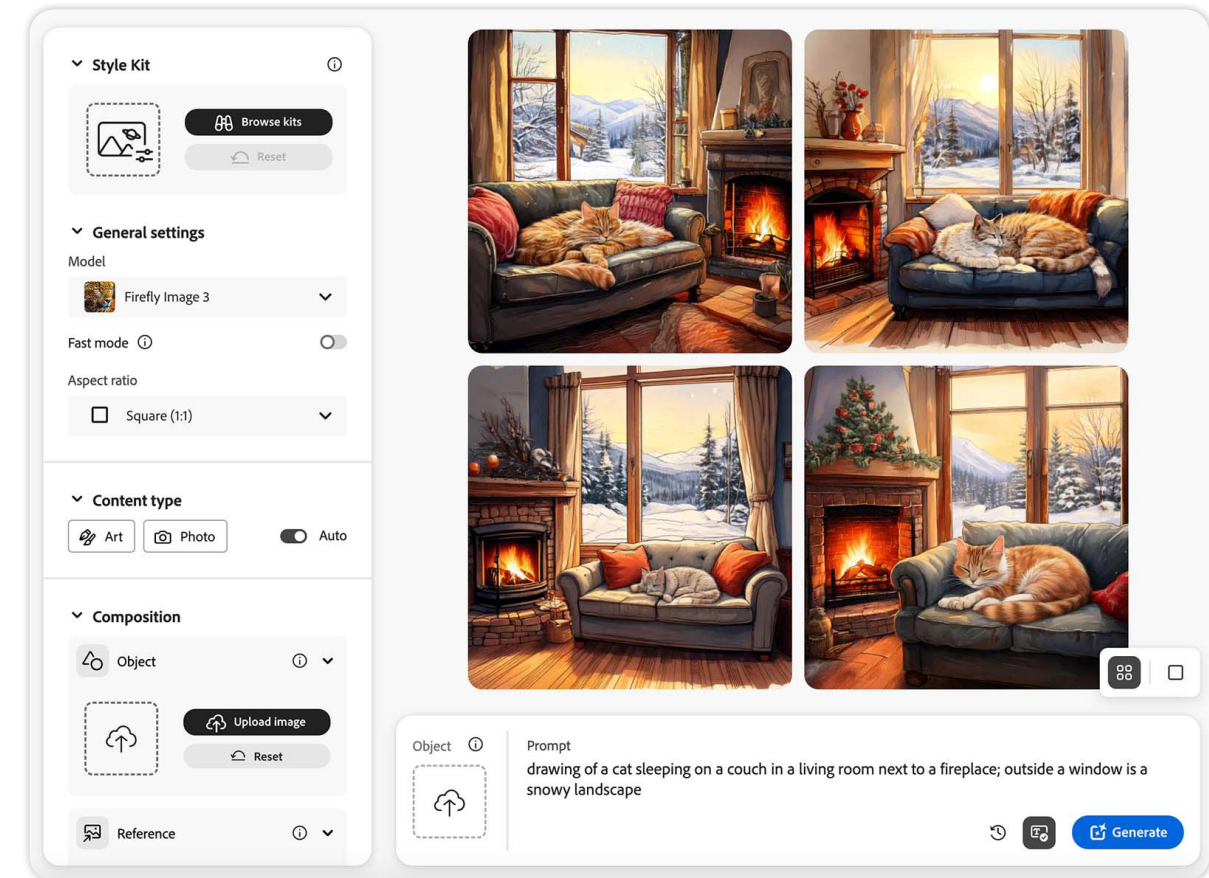 Style Kit
Browse kits
Reset
General settings
Model
Firefly Image 3
Fast mode
Aspect ratio
Square (1:1)
Content type
Art
Photo
Auto
Composition
Object
Upload image
Reset
Reference
Object
Prompt
drawing of a cat sleeping on a couch in a living room next to a fireplace; outside a window is a
snowy landscape
Generate